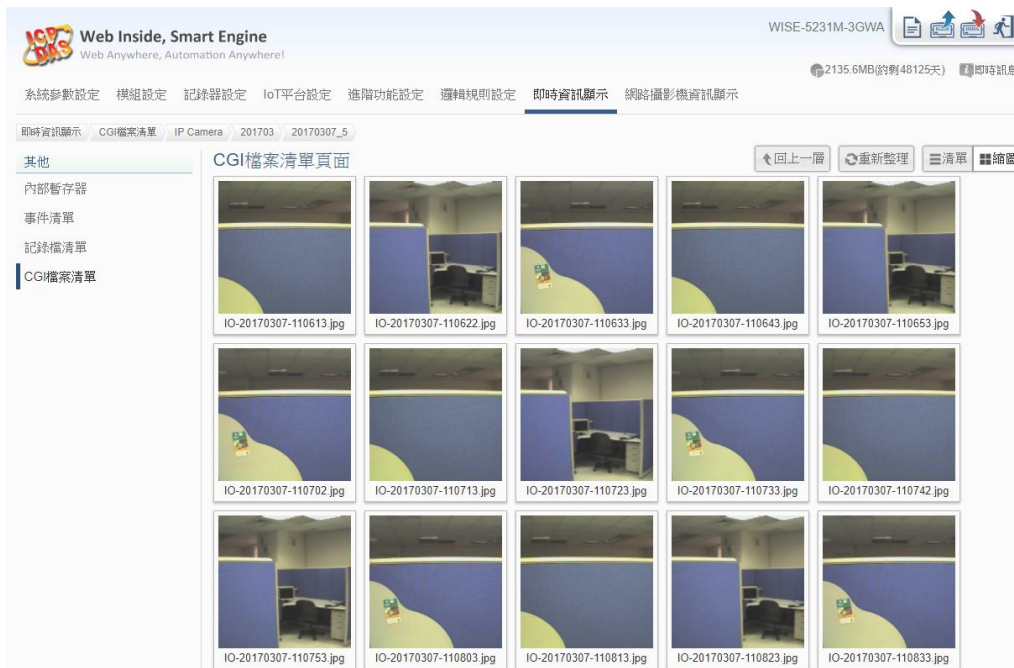 ICP DAS
Web Inside, Smart Engine
Web Anywhere, Automation Anywhere!
WISE-5231M-3GWA
2135.6MB(約剩48125天) 即時訊息
系統參數設定 模組設定 記錄器設定 IoT平台設定 進階功能設定 邏輯規則設定 即時資訊顯示 網路攝影機資訊顯示
即時資訊顯示 CGI檔案清單 IP Camera 201703 20170307_5
其他
內部暫存器
事件清單
記錄檔清單
CGI檔案清單
CGI檔案清單頁面
回上一層 重新整理 清單 縮圖
IO-20170307-110613.jpg IO-20170307-110622.jpg IO-20170307-110633.jpg IO-20170307-110643.jpg IO-20170307-110653.jpg
IO-20170307-110702.jpg IO-20170307-110713.jpg IO-20170307-110723.jpg IO-20170307-110733.jpg IO-20170307-110742.jpg
IO-20170307-110753.jpg IO-20170307-110803.jpg IO-20170307-110813.jpg IO-20170307-110823.jpg IO-20170307-110833.jpg